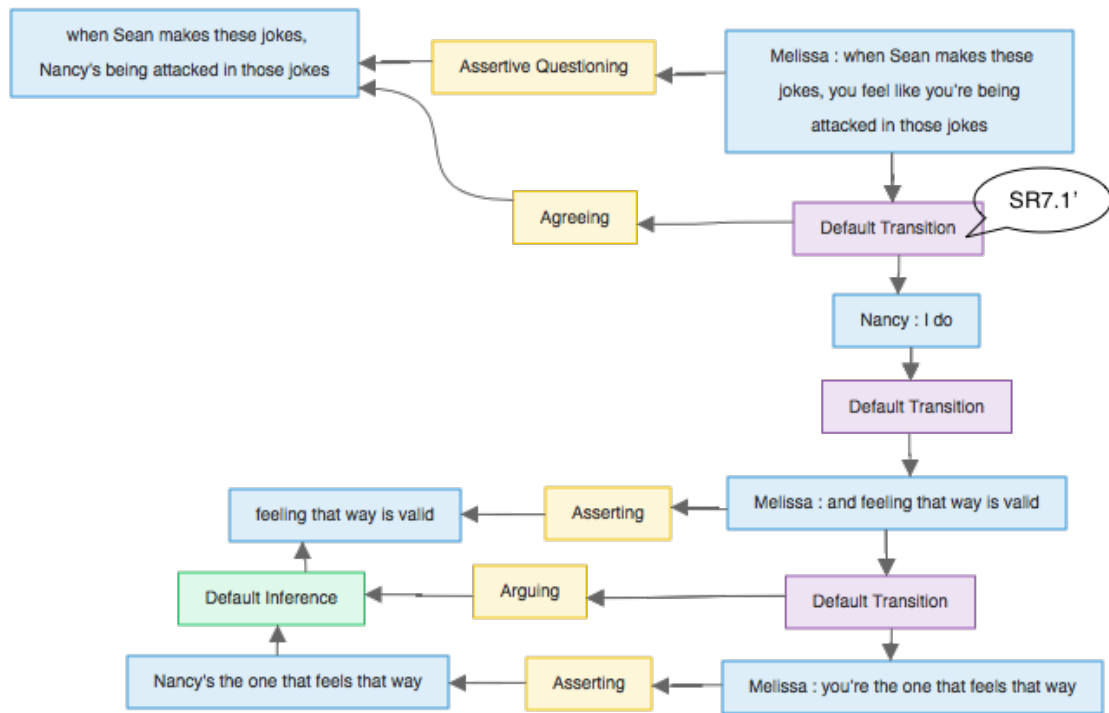 when Sean makes these jokes,
Nancy's being attacked in those jokes
Assertive Questioning
Melissa : when Sean makes these
jokes, you feel like you're being
attacked in those jokes
SR7.1’
Agreeing
Default Transition
Nancy : I do
Default Transition
feeling that way is valid
Asserting
Melissa : and feeling that way is valid
Default Inference
Arguing
Default Transition
Nancy's the one that feels that way
Asserting
Melissa : you're the one that feels that way